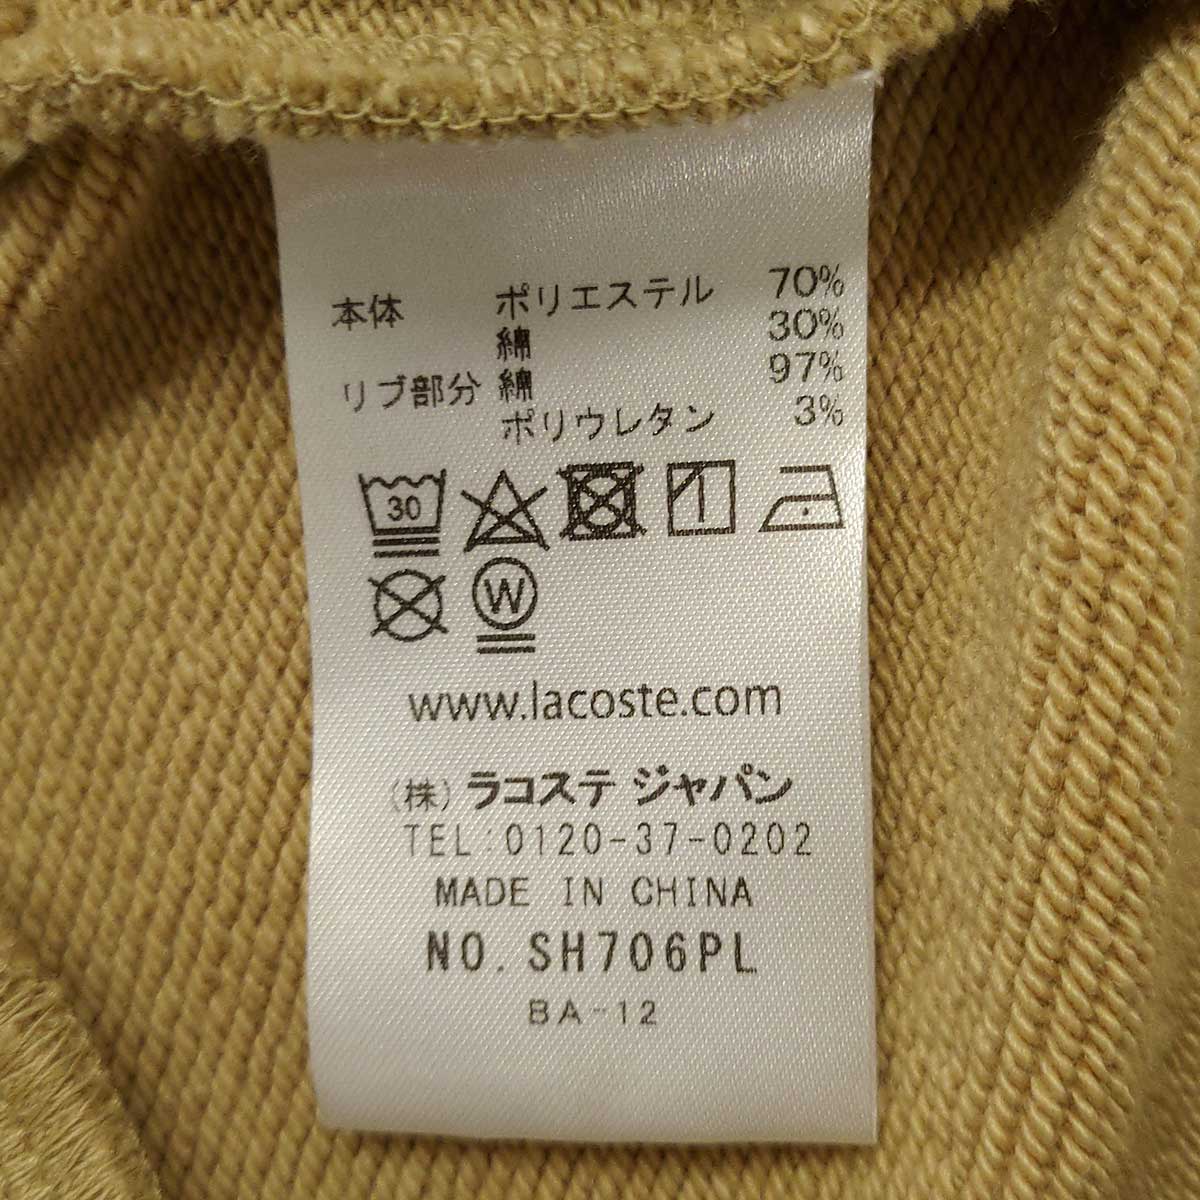 本体 ポリエステル 70%
綿 30%
リブ部分 綿 97%
ポリウレタン 3%
30
W
www.lacoste.com
(株) ラコステ ジャパン
TEL:0120-37-0202
MADE IN CHINA
NO. SH706PL
BA-12